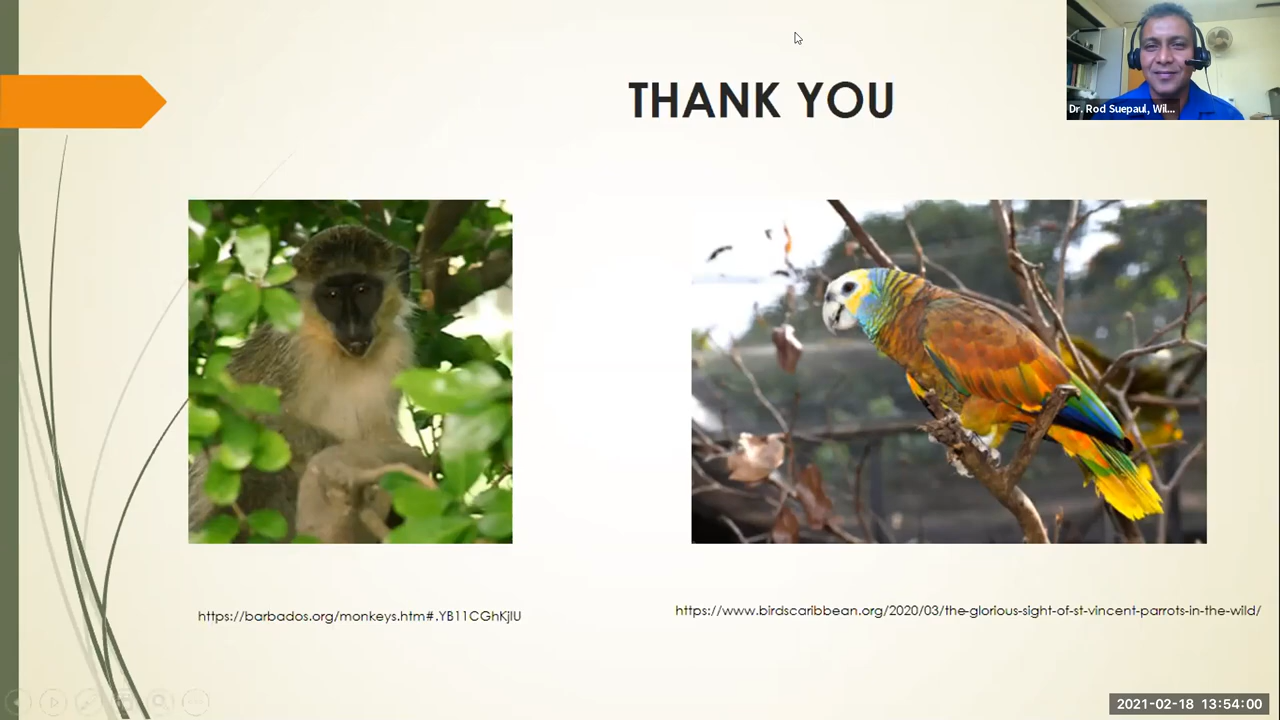 THANK YOU
Dr. Rod Suepaul, Wil...
https://barbados.org/monkeys.htm#.YB11CGhKjIU
https://www.birdscaribbean.org/2020/03/the-glorious-sight-of-st-vincent-parrots-in-the-wild/
2021-02-18 13:54:00